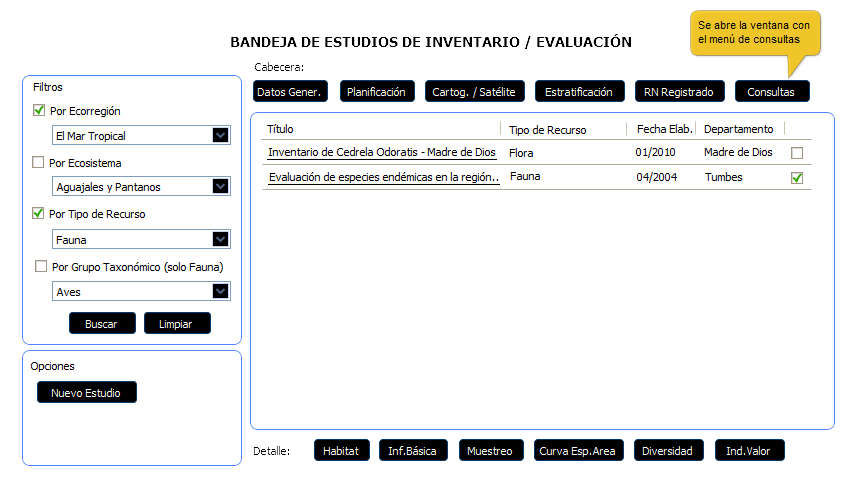 Se abre la ventana con
el menú de consultas
BANDEJA DE ESTUDIOS DE INVENTARIO / EVALUACIÓN
Cabecera:
Datos Gener. Planificación Cartog. / Satélite Estratificación RN Registrado Consultas
Filtros
Por Ecorregión
El Mar Tropical
Por Ecosistema
Aguajales y Pantanos
Por Tipo de Recurso
Fauna
Por Grupo Taxonómico (solo Fauna)
Aves
Buscar Limpiar
Opciones
Nuevo Estudio
Título Tipo de Recurso Fecha Elab. Departamento
Inventario de Cedrela Odoratis - Madre de Dios Flora 01/2010 Madre de Dios
Evaluación de especies endémicas en la región.. Fauna 04/2004 Tumbes
Detalle: Habitat Inf.Básica Muestreo Curva Esp.Area Diversidad Ind.Valor